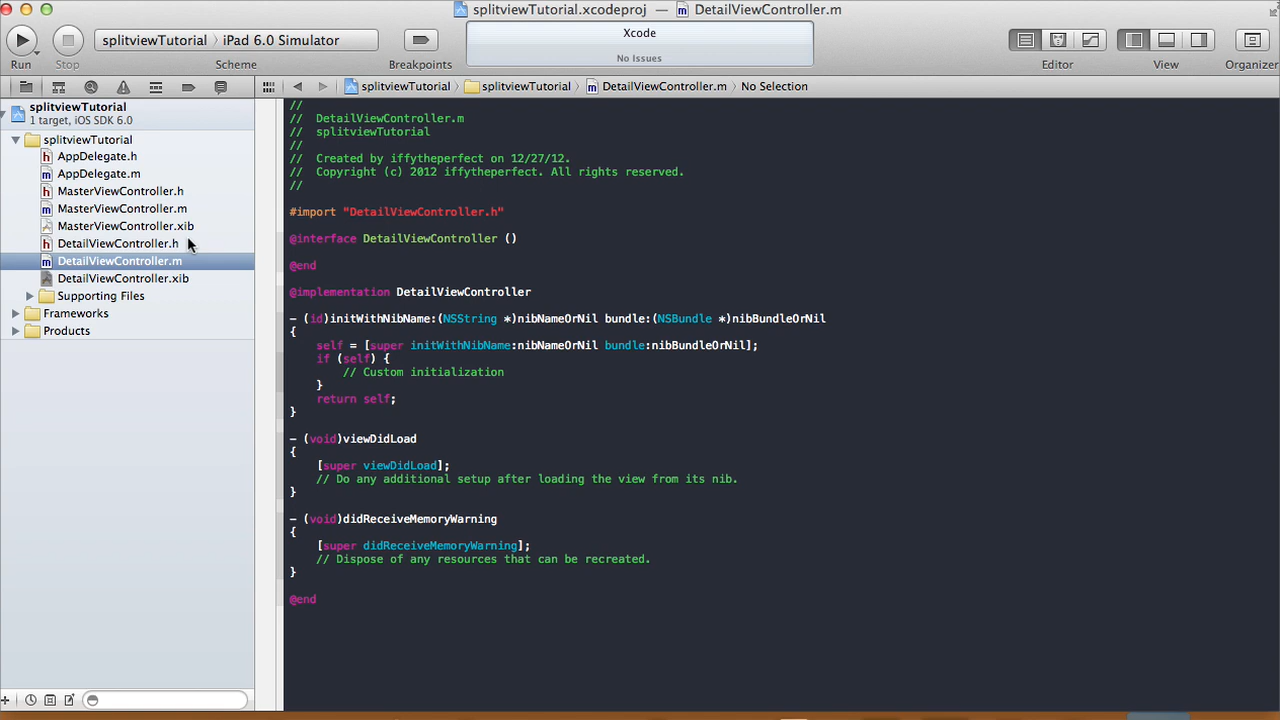 splitviewTutorial.xcodeproj — DetailViewController.m
splitviewTutorial › iPad 6.0 Simulator
Xcode
No Issues
Run Stop Scheme Breakpoints Editor View Organizer
splitviewTutorial › splitviewTutorial › DetailViewController.m › No Selection
splitviewTutorial
1 target, iOS SDK 6.0
splitviewTutorial
AppDelegate.h
AppDelegate.m
MasterViewController.h
MasterViewController.m
MasterViewController.xib
DetailViewController.h
DetailViewController.m
DetailViewController.xib
Supporting Files
Frameworks
Products
//
// DetailViewController.m
// splitviewTutorial
//
// Created by iffytheperfect on 12/27/12.
// Copyright (c) 2012 iffytheperfect. All rights reserved.
//
#import "DetailViewController.h"
@interface DetailViewController ()
@end
@implementation DetailViewController
- (id)initWithNibName:(NSString *)nibNameOrNil bundle:(NSBundle *)nibBundleOrNil
{
self = [super initWithNibName:nibNameOrNil bundle:nibBundleOrNil];
if (self) {
// Custom initialization
}
return self;
}
- (void)viewDidLoad
{
[super viewDidLoad];
// Do any additional setup after loading the view from its nib.
}
- (void)didReceiveMemoryWarning
{
[super didReceiveMemoryWarning];
// Dispose of any resources that can be recreated.
}
@end